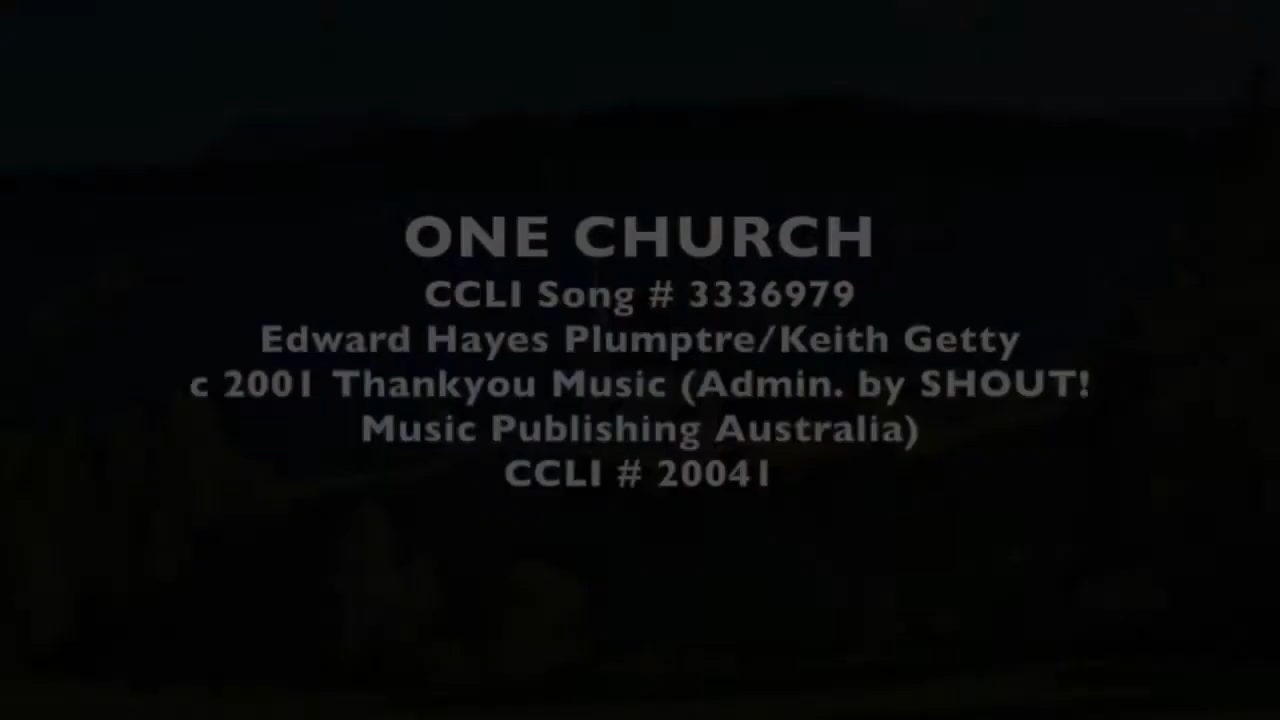 ONE CHURCH
CCLI Song # 3336979
Edward Hayes Plumptre/Keith Getty
c 2001 Thankyou Music (Admin. by SHOUT!
Music Publishing Australia)
CCLI # 20041